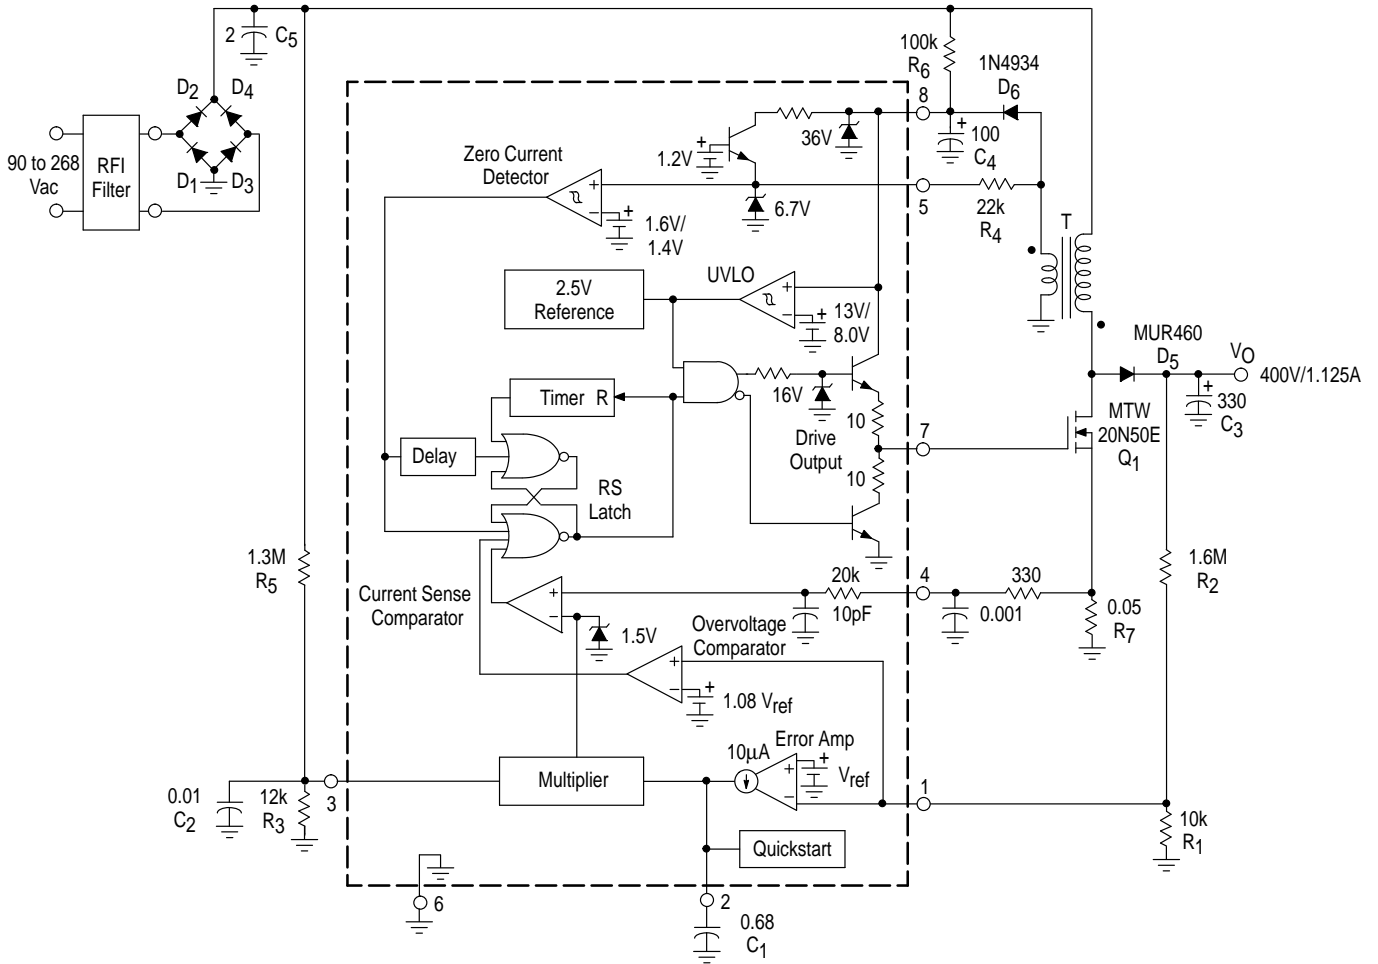 2 C5
100k
R6
1N4934
D6
D2 D4
8
36V
100
C4
1.2V
90 to 268
Vac
RFI
Filter
Zero Current
Detector
D1 D3
5
6.7V
22k
R4
T
1.6V/
1.4V
UVLO
2.5V
Reference
13V/
8.0V
MUR460
D5
VO
400V/1.125A
16V
Timer R
10
330
C3
MTW
20N50E
Q1
7
Drive
Output
Delay
10
RS
Latch
1.3M
R5
1.6M
R2
20k
4
330
Current Sense
Comparator
10pF
0.001
0.05
R7
1.5V
Overvoltage
Comparator
1.08 Vref
Error Amp
10μA
Multiplier
Vref
1
3
0.01
C2
12k
R3
10k
R1
Quickstart
6
2
0.68
C1